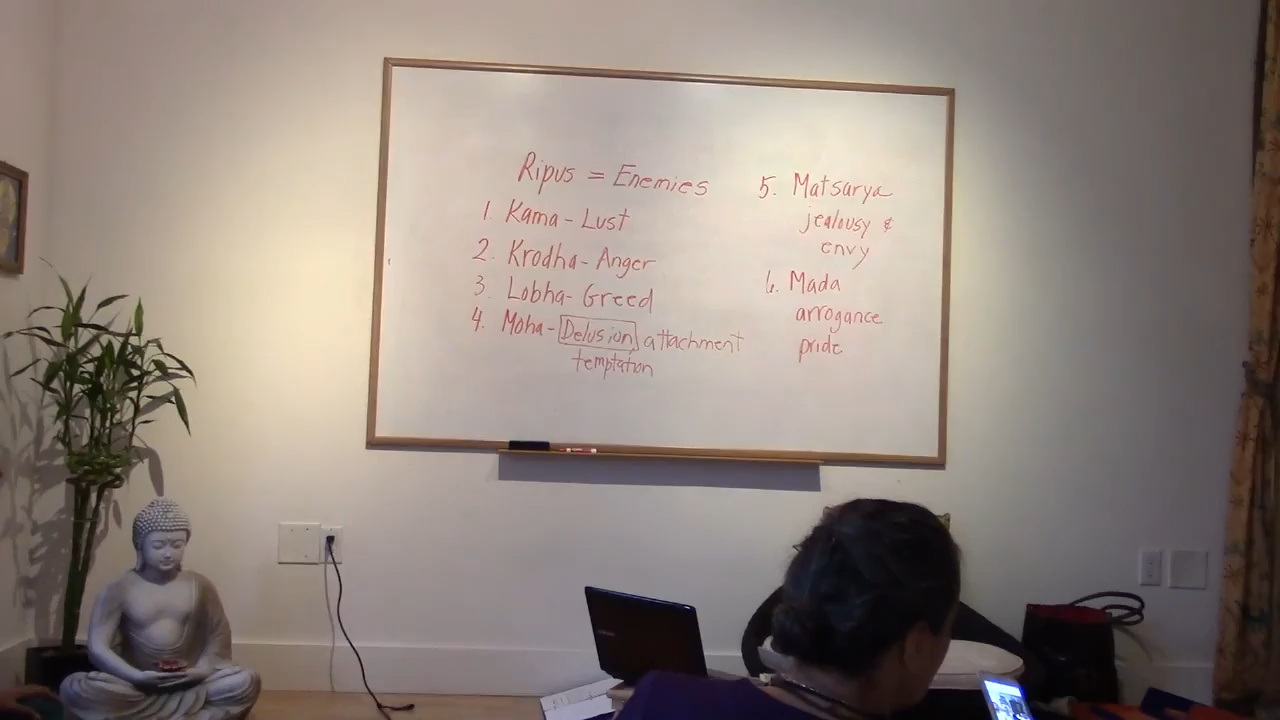 Ripus = Enemies
1. Kama - Lust
2. Krodha - Anger
3. Lobha - Greed
4. Moha - Delusion attachment
temptation
5. Matsarya
jealousy &
envy
6. Mada
arrogance
pride